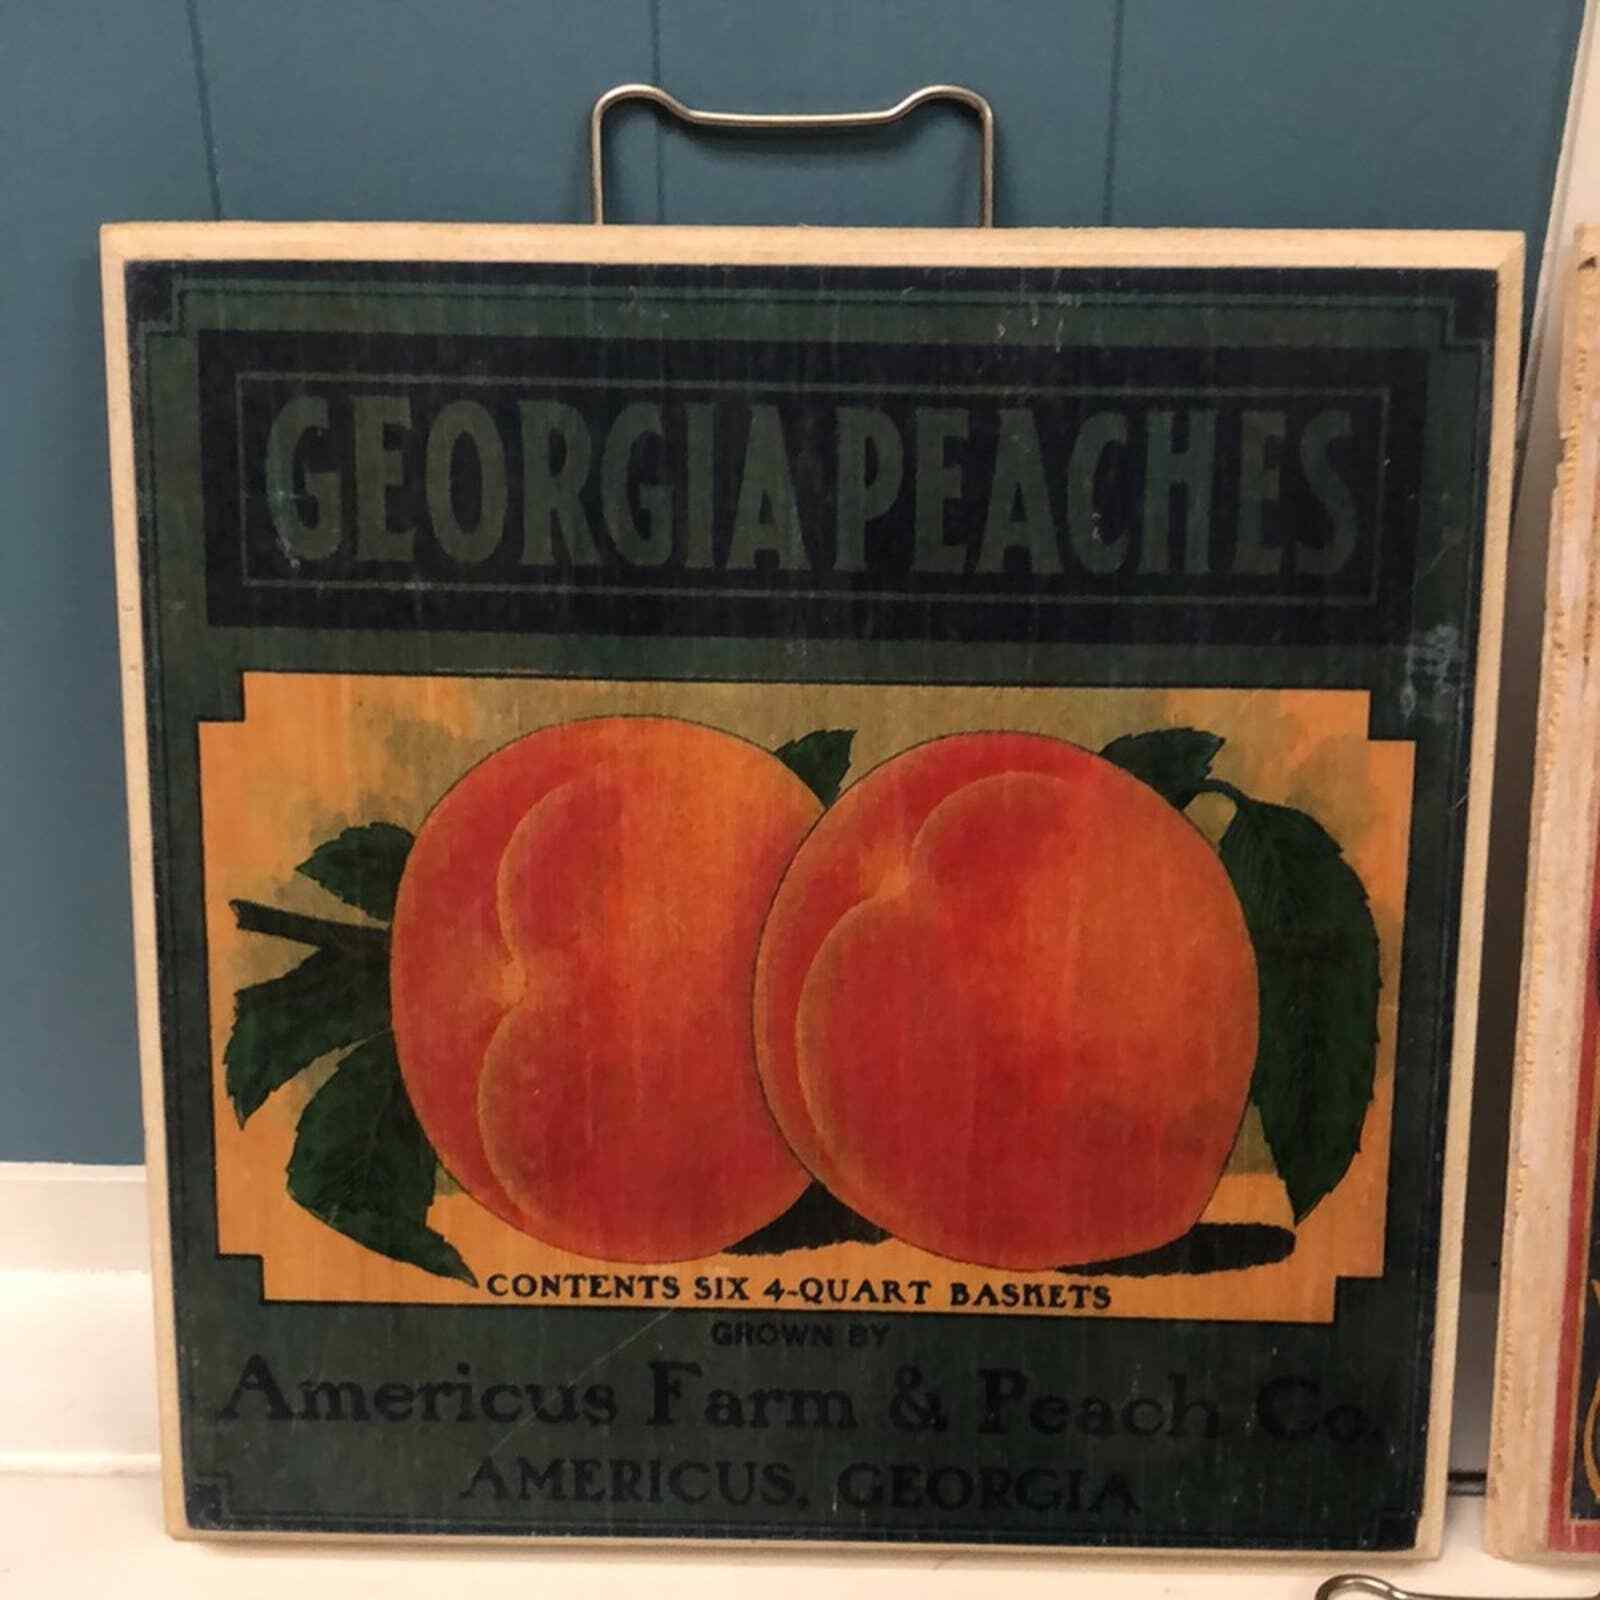 GEORGIA PEACHES
CONTENTS SIX 4-QUART BASKETS
GROWN BY
Americus Farm & Peach Co.
AMERICUS, GEORGIA